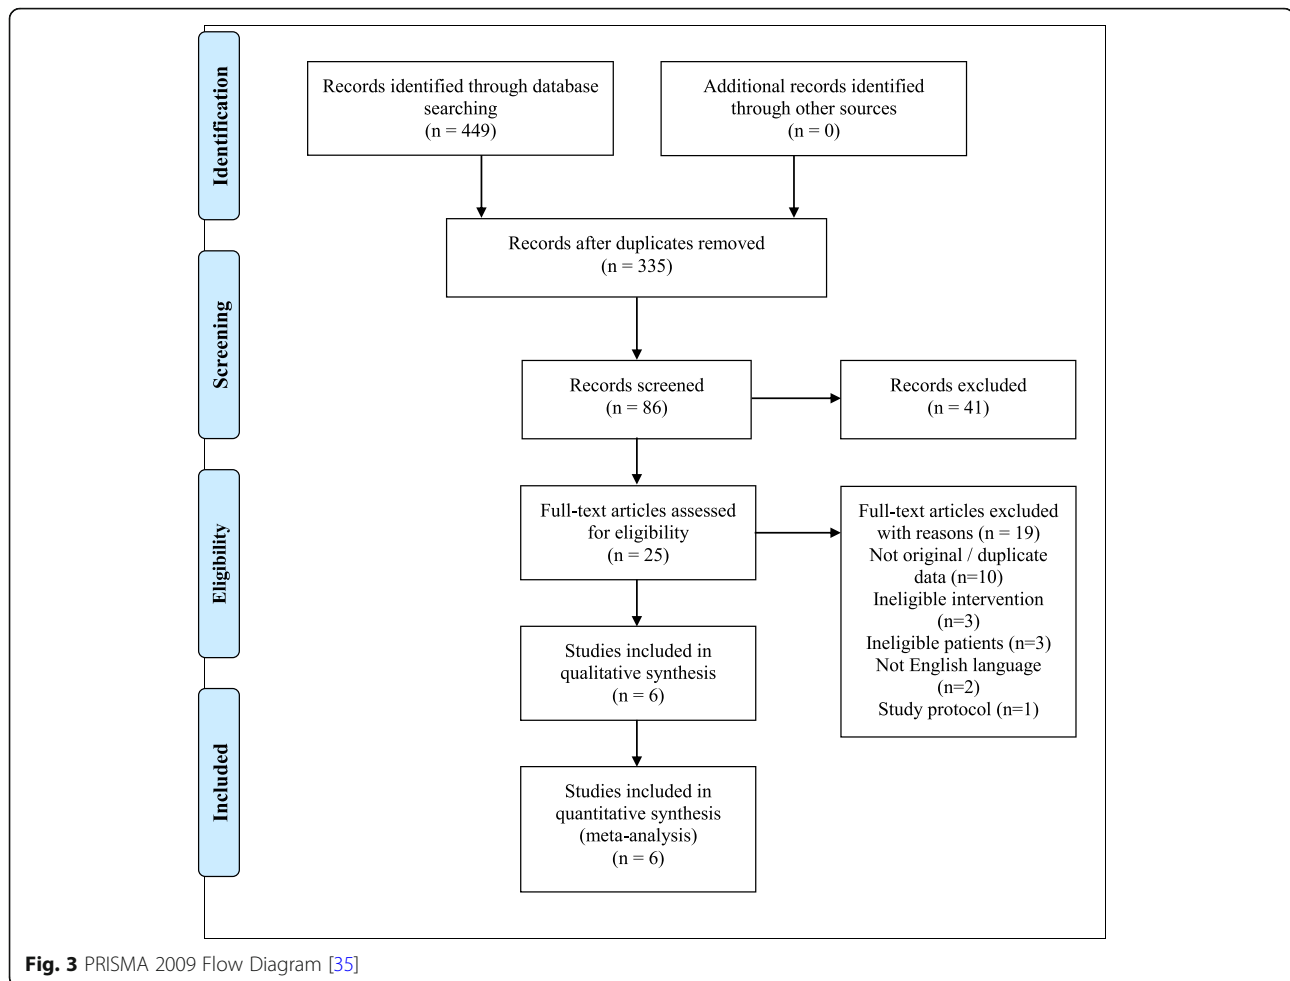 Identification
Records identified through database
searching
(n = 449)
Additional records identified
through other sources
(n = 0)
Records after duplicates removed
(n = 335)
Screening
Records screened
(n = 86)
Records excluded
(n = 41)
Eligibility
Full-text articles assessed
for eligibility
(n = 25)
Full-text articles excluded
with reasons (n = 19)
Not original / duplicate
data (n=10)
Ineligible intervention
(n=3)
Ineligible patients (n=3)
Not English language
(n=2)
Study protocol (n=1)
Studies included in
qualitative synthesis
(n = 6)
Included
Studies included in
quantitative synthesis
(meta-analysis)
(n = 6)
Fig. 3 PRISMA 2009 Flow Diagram [35]